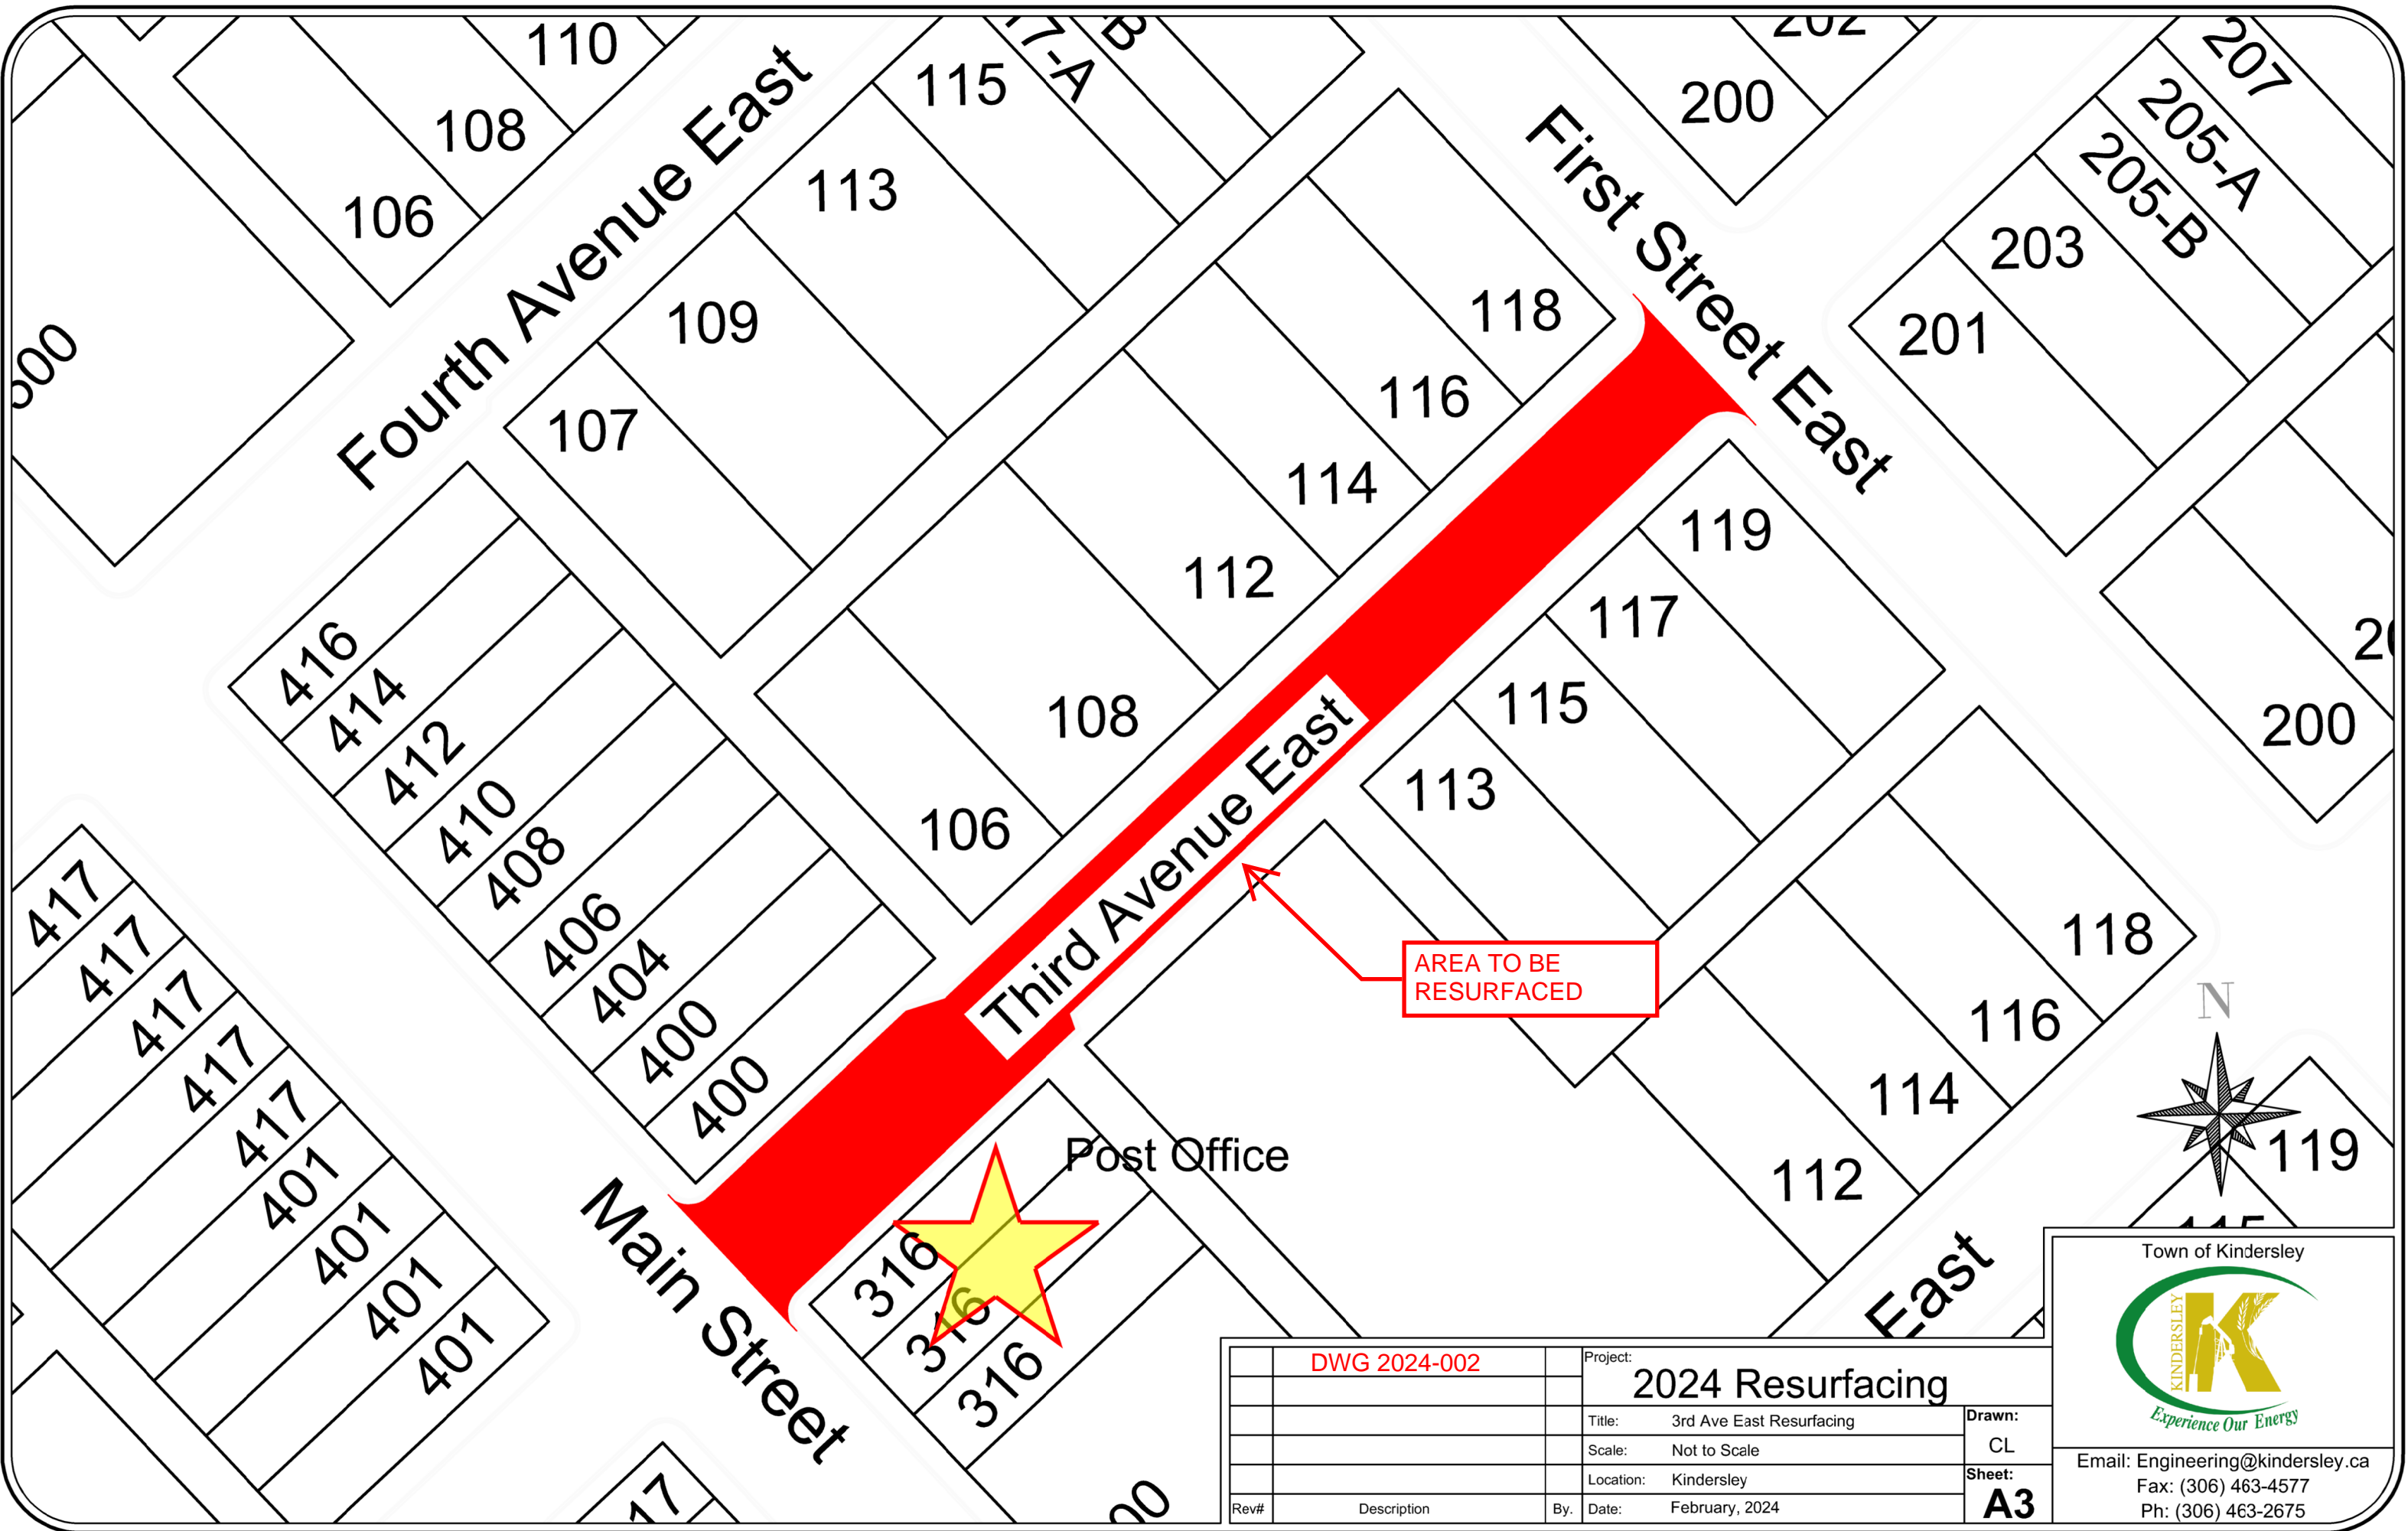 110
108
106
Fourth Avenue East
115
113
109
107
200
First Street East
207
205-A
205-B
203
201
118
116
114
112
108
106
119
117
115
113
Third Avenue East
AREA TO BE
RESURFACED
416
414
412
410
408
406
404
400
400
417
417
417
417
417
401
401
401
401
Main Street
Post Office
316
316
316
200
118
116
114
112
East
N
119
DWG 2024-002
Rev# Description By.
Project:
2024 Resurfacing
Title: 3rd Ave East Resurfacing
Scale: Not to Scale
Location: Kindersley
Date: February, 2024
Drawn:
CL
Sheet:
A3
Town of Kindersley
KINDERSLEY
K
Experience Our Energy
Email: Engineering@kindersley.ca
Fax: (306) 463-4577
Ph: (306) 463-2675